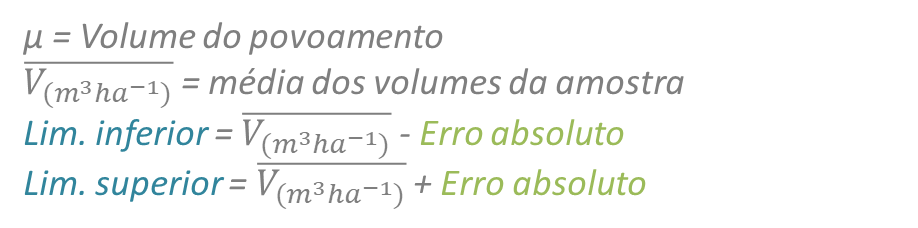 μ = Volume do povoamento
V̅(m³ha⁻¹) = média dos volumes da amostra
Lim. inferior = V̅(m³ha⁻¹) - Erro absoluto
Lim. superior = V̅(m³ha⁻¹) + Erro absoluto